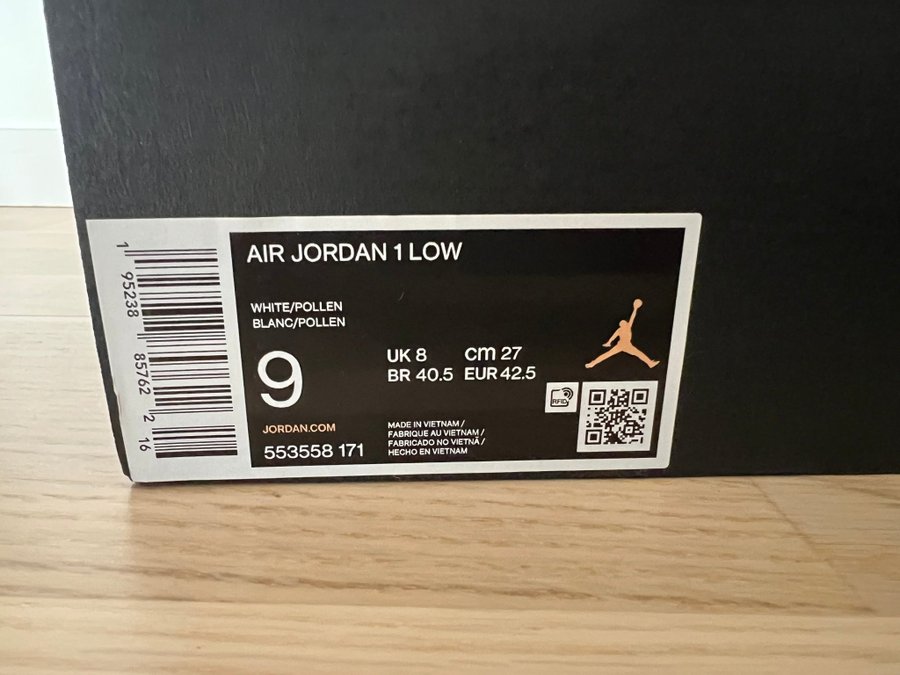 AIR JORDAN 1 LOW
WHITE/POLLEN
BLANC/POLLEN
9
UK 8 cm 27
BR 40.5 EUR 42.5
JORDAN.COM
553558 171
MADE IN VIETNAM /
FABRIQUE AU VIETNAM /
FABRICADO NO VIETNÃ /
HECHO EN VIETNAM
RFID
1 95238 85762 2 16